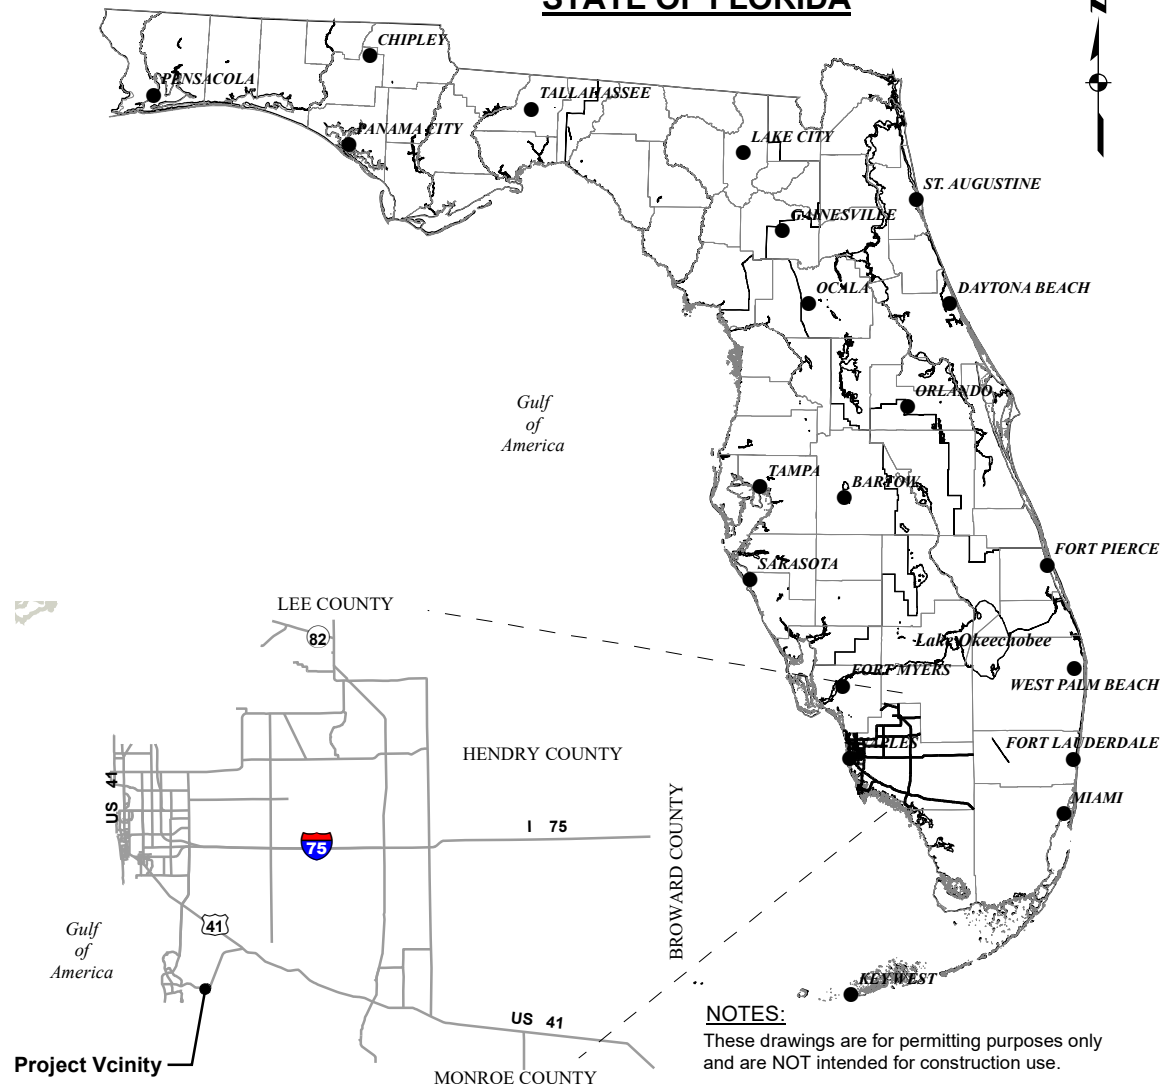 STATE OF FLORIDA
CHIPLEY
PENSACOLA
TALLAHASSEE
PANAMA CITY
LAKE CITY
ST. AUGUSTINE
GAINESVILLE
OCALA
DAYTONA BEACH
ORLANDO
Gulf
of
America
TAMPA
BARTOW
FORT PIERCE
SARASOTA
LEE COUNTY
82
Lake Okeechobee
FORT MYERS
WEST PALM BEACH
HENDRY COUNTY
NAPLES
FORT LAUDERDALE
US 41
MIAMI
I 75
75
BROWARD COUNTY
41
Gulf
of
America
KEY WEST
NOTES:
These drawings are for permitting purposes only
and are NOT intended for construction use.
US 41
Project Vcinity
MONROE COUNTY